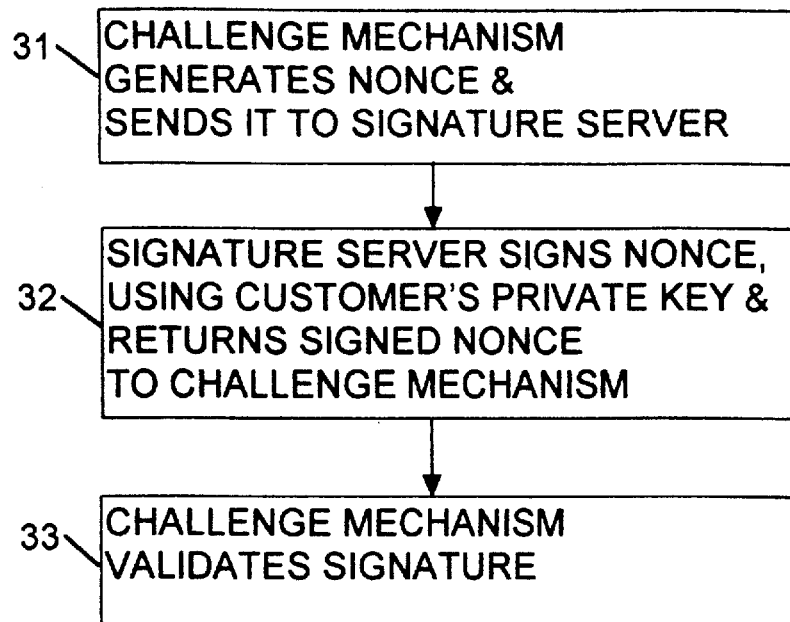 31
CHALLENGE MECHANISM
GENERATES NONCE &
SENDS IT TO SIGNATURE SERVER
32
SIGNATURE SERVER SIGNS NONCE,
USING CUSTOMER'S PRIVATE KEY &
RETURNS SIGNED NONCE
TO CHALLENGE MECHANISM
33
CHALLENGE MECHANISM
VALIDATES SIGNATURE